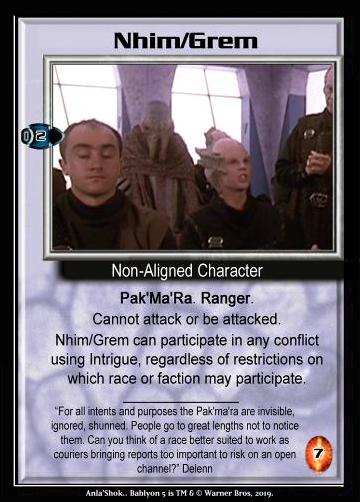 Nhim/Grem
2
Non-Aligned Character
Pak'Ma'Ra. Ranger.
Cannot attack or be attacked.
Nhim/Grem can participate in any conflict
using Intrigue, regardless of restrictions on
which race or faction may participate.
"For all intents and purposes the Pak'ma'ra are invisible,
ignored, shunned. People go to great lengths not to notice
them. Can you think of a race better suited to work as
couriers bringing reports too important to risk on an open
channel?" Delenn
7
Anla'Shok.. Bablyon 5 is TM & © Warner Bros, 2019.